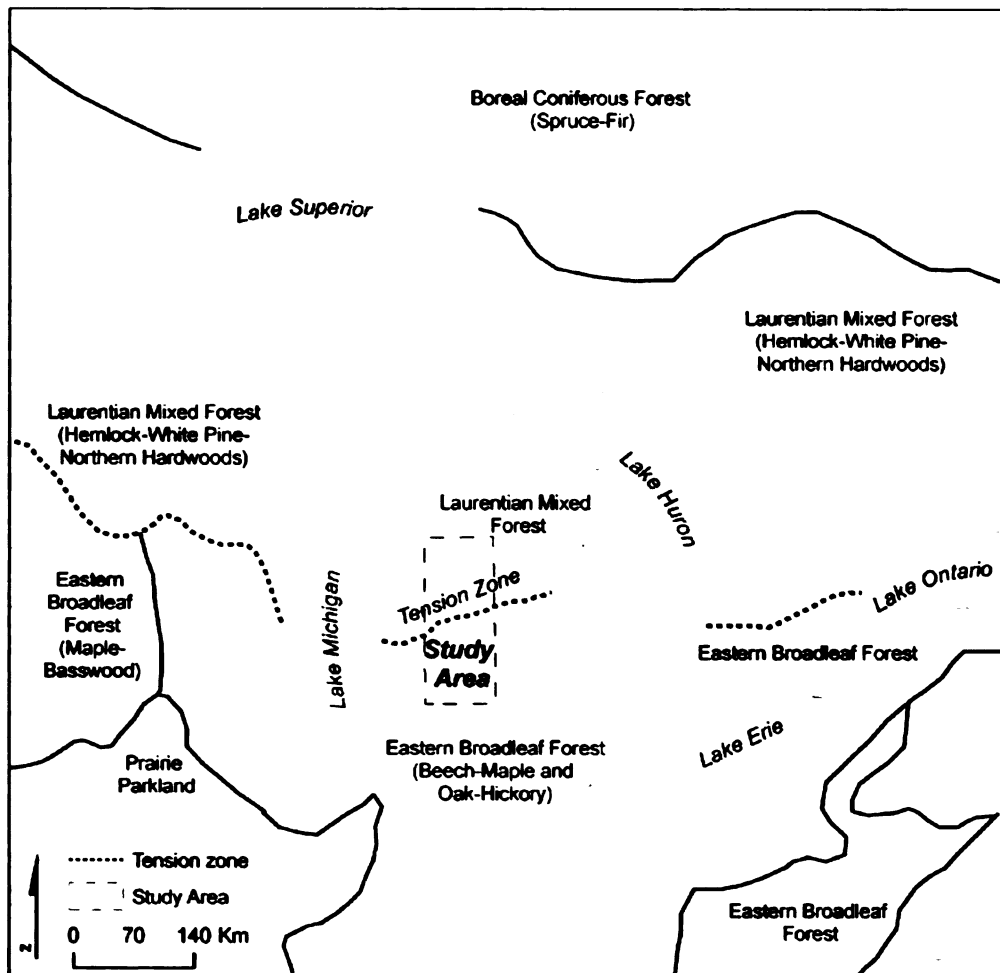 Boreal Coniferous Forest
(Spruce-Fir)
Lake Superior
Laurentian Mixed Forest
(Hemlock-White Pine-
Northern Hardwoods)
Laurentian Mixed Forest
(Hemlock-White Pine-
Northern Hardwoods)
Lake Huron
Laurentian Mixed
Forest
Tension Zone
Lake Ontario
Eastern
Broadleaf
Forest
(Maple-
Basswood)
Lake Michigan
Study
Area
Eastern Broadleaf Forest
Lake Erie
Eastern Broadleaf Forest
(Beech-Maple and
Oak-Hickory)
Prairie
Parkland
Tension zone
Study Area
0 70 140 Km
N
Eastern Broadleaf
Forest